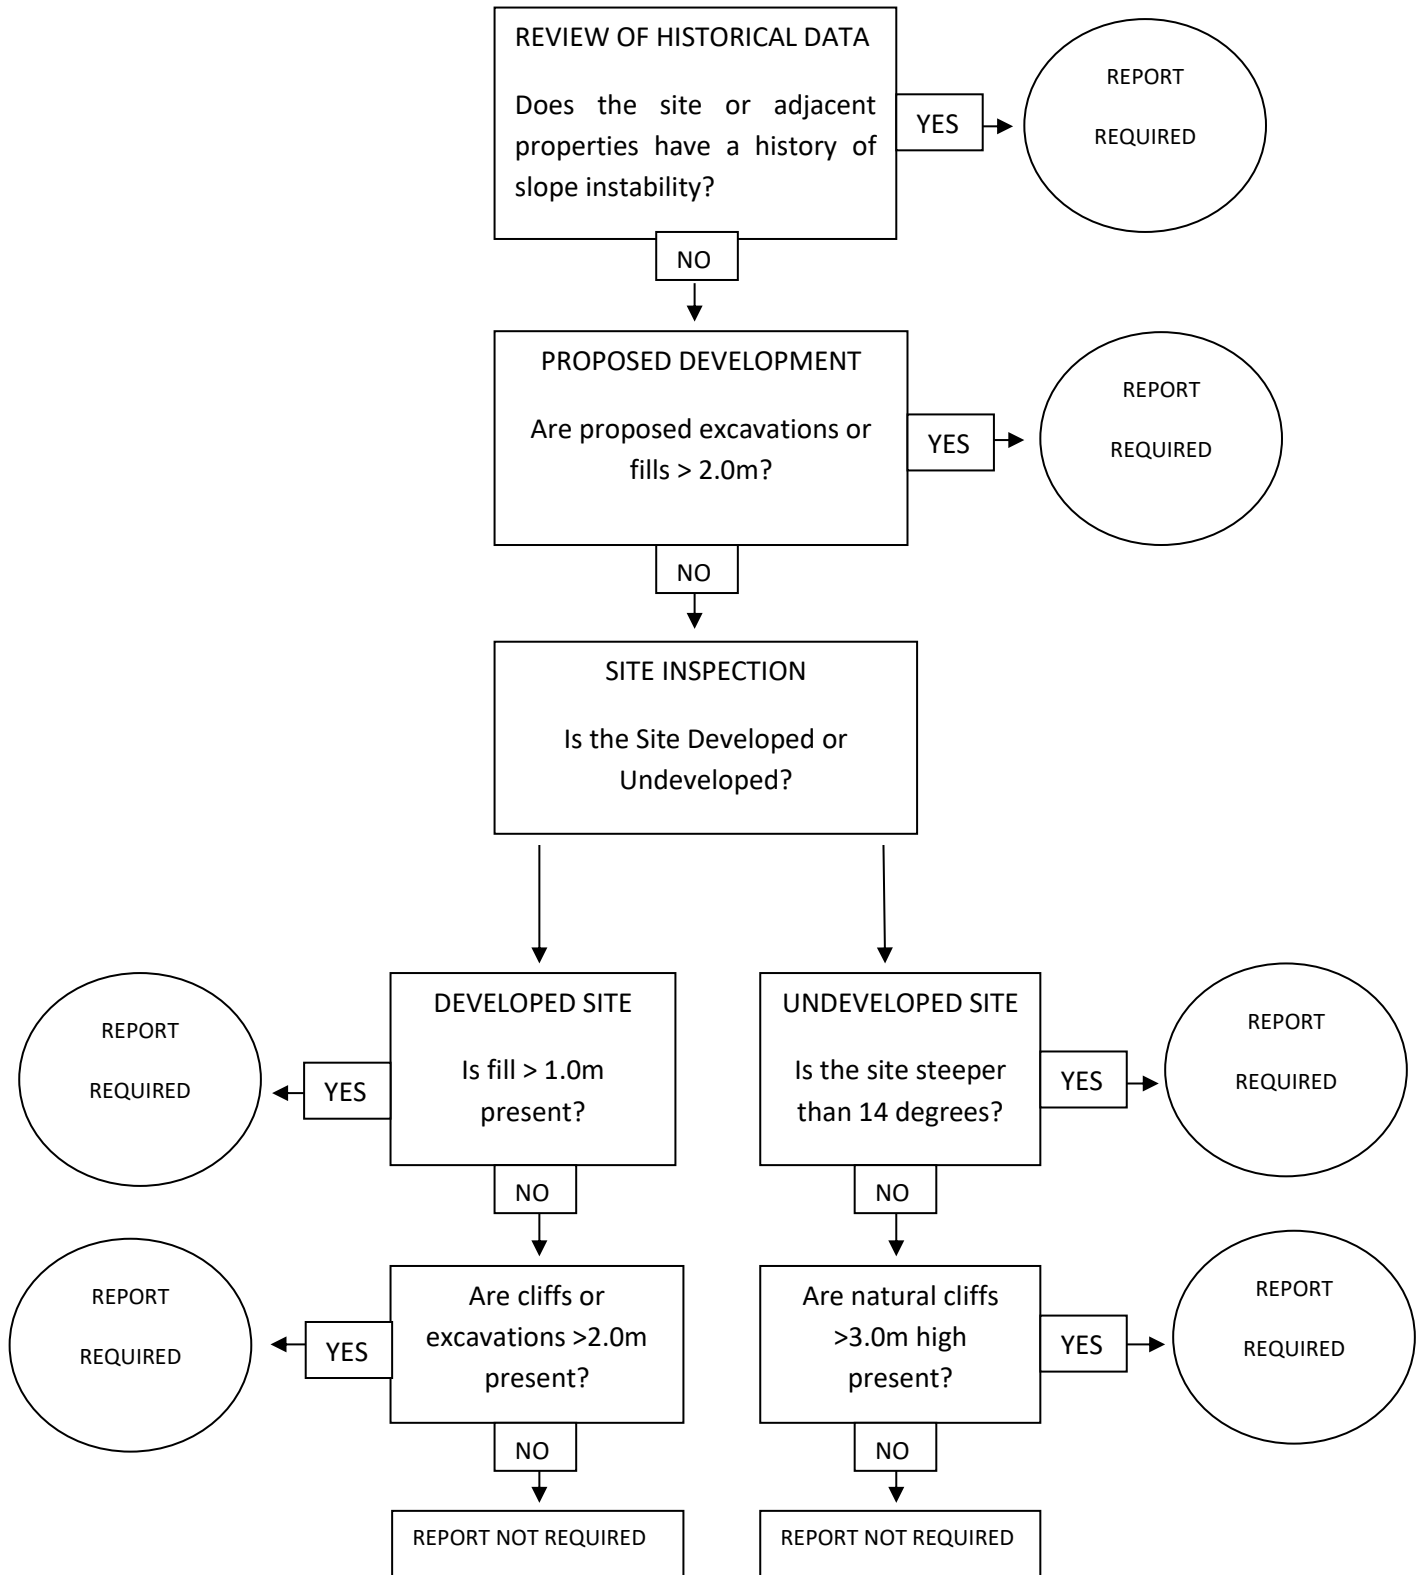 REVIEW OF HISTORICAL DATA
Does the site or adjacent
properties have a history of
slope instability?
YES
REPORT
REQUIRED
NO
PROPOSED DEVELOPMENT
Are proposed excavations or
fills > 2.0m?
YES
REPORT
REQUIRED
NO
SITE INSPECTION
Is the Site Developed or
Undeveloped?
DEVELOPED SITE
Is fill > 1.0m
present?
YES
REPORT
REQUIRED
NO
Are cliffs or
excavations >2.0m
present?
YES
REPORT
REQUIRED
NO
REPORT NOT REQUIRED
UNDEVELOPED SITE
Is the site steeper
than 14 degrees?
YES
REPORT
REQUIRED
NO
Are natural cliffs
>3.0m high
present?
YES
REPORT
REQUIRED
NO
REPORT NOT REQUIRED